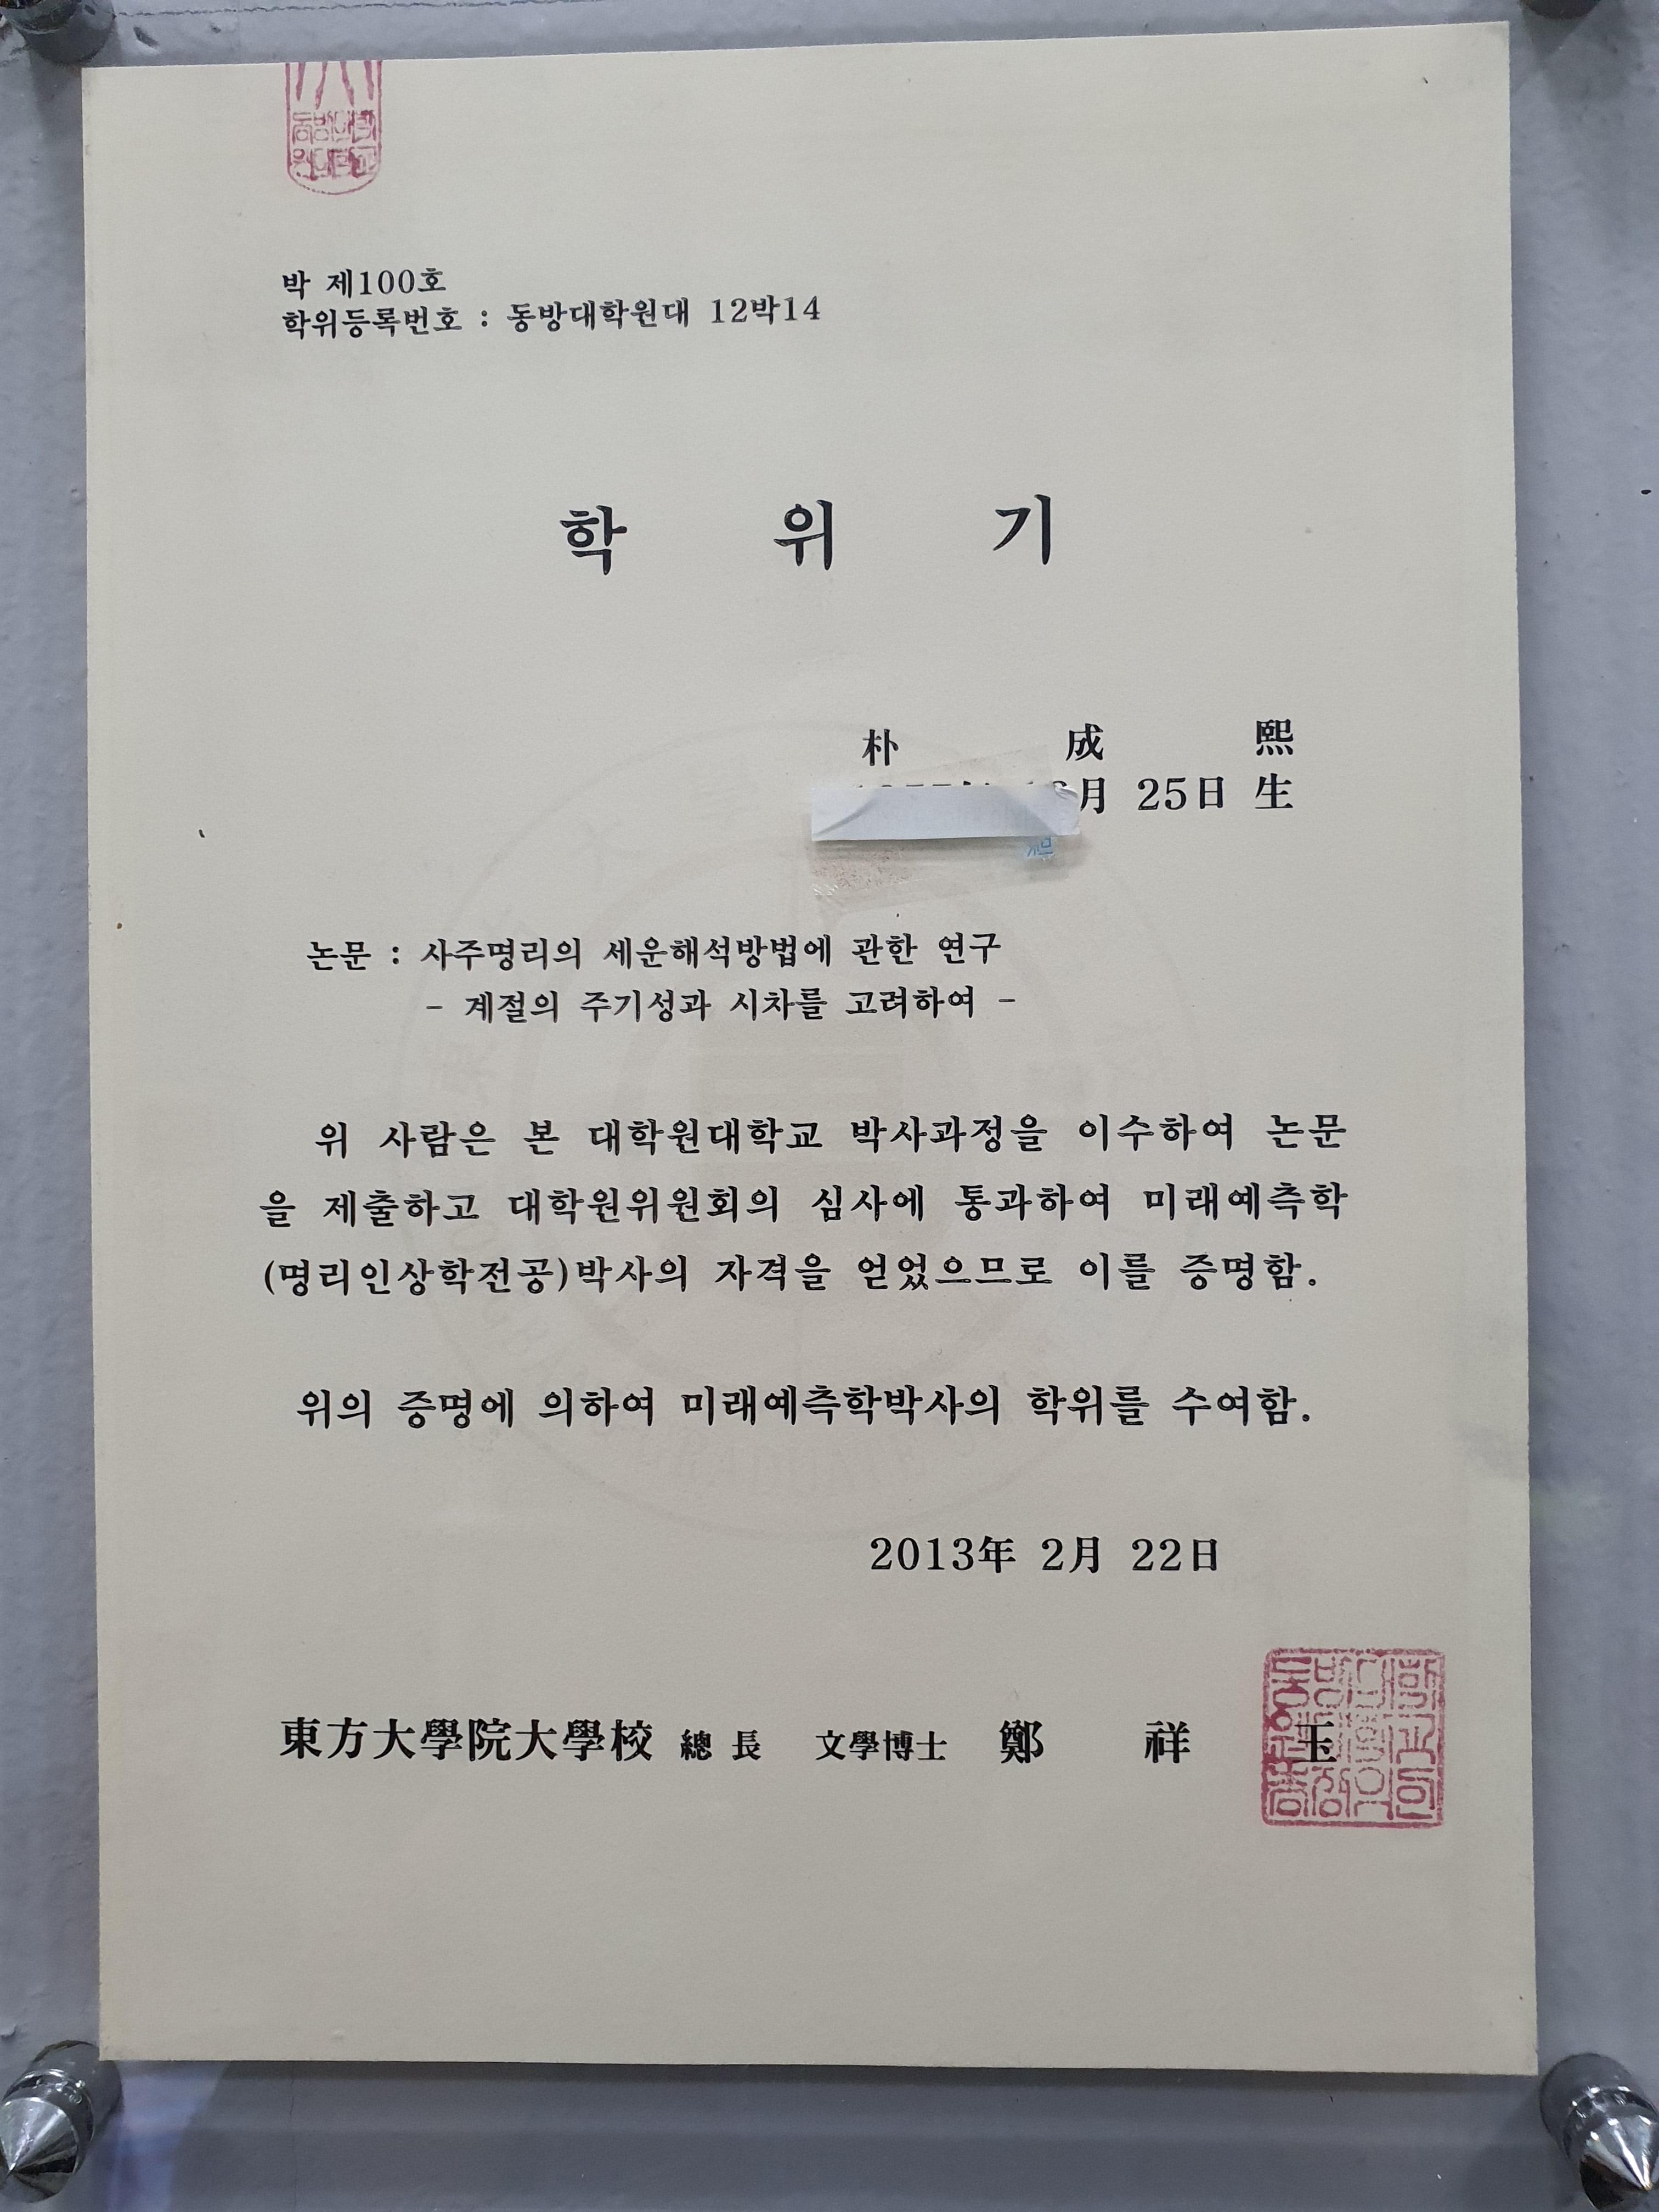 박 제100호
학위등록번호 : 동방대학원대 12박14
학 위 기
朴 成 熙
月 25日 生
논문 : 사주명리의 세운해석방법에 관한 연구
- 계절의 주기성과 시차를 고려하여 -
위 사람은 본 대학원대학교 박사과정을 이수하여 논문
을 제출하고 대학원위원회의 심사에 통과하여 미래예측학
(명리인상학전공)박사의 자격을 얻었으므로 이를 증명함.
위의 증명에 의하여 미래예측학박사의 학위를 수여함.
2013年 2月 22日
東方大學院大學校 總 長 文學博士 鄭 祥 玉